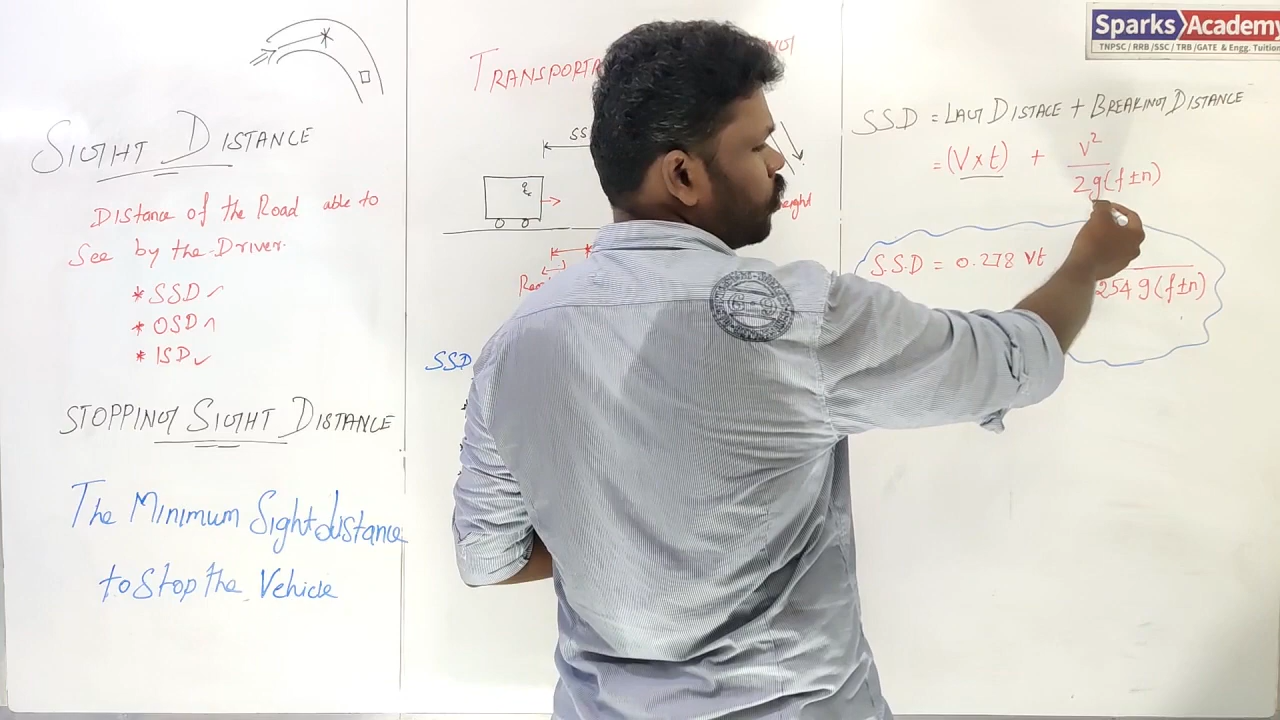 Sparks Academy
TNPSC / RRB / SSC / TRB / GATE & Engg. Tuition
SIGHT DISTANCE
Distance of the Road able to
see by the Driver.
* SSD
* OSD
* ISD
STOPPING SIGHT DISTANCE
The Minimum Sight distance
to Stop the Vehicle
SSD
SSD = LAG DISTACE + BREAKING DISTANCE
= (V x t) + v²
2g(f±n)
S.S.D = 0.278 Vt
254 g(f±n)
6-9